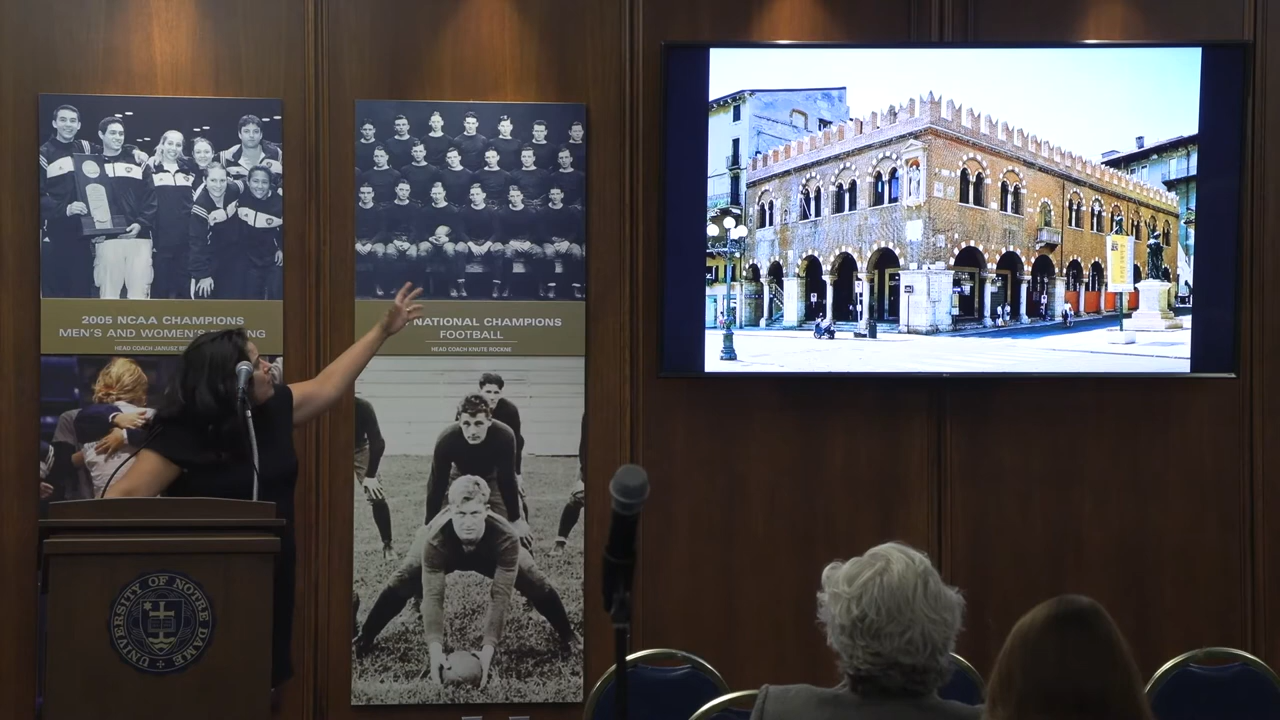 2005 NCAA CHAMPIONS
MEN'S AND WOMEN'S
HEAD COACH JANUSZ
NATIONAL CHAMPIONS
FOOTBALL
HEAD COACH KNUTE ROCKNE
UNIVERSITY OF NOTRE DAME